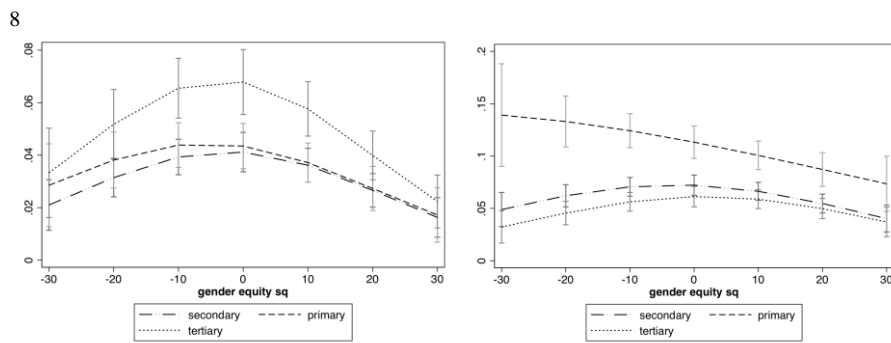 8
.08
.06
.04
.02
0
-30 -20 -10 0 10 20 30
gender equity sq
secondary primary
tertiary
.2
.15
.1
.05
0
-30 -20 -10 0 10 20 30
gender equity sq
secondary primary
tertiary